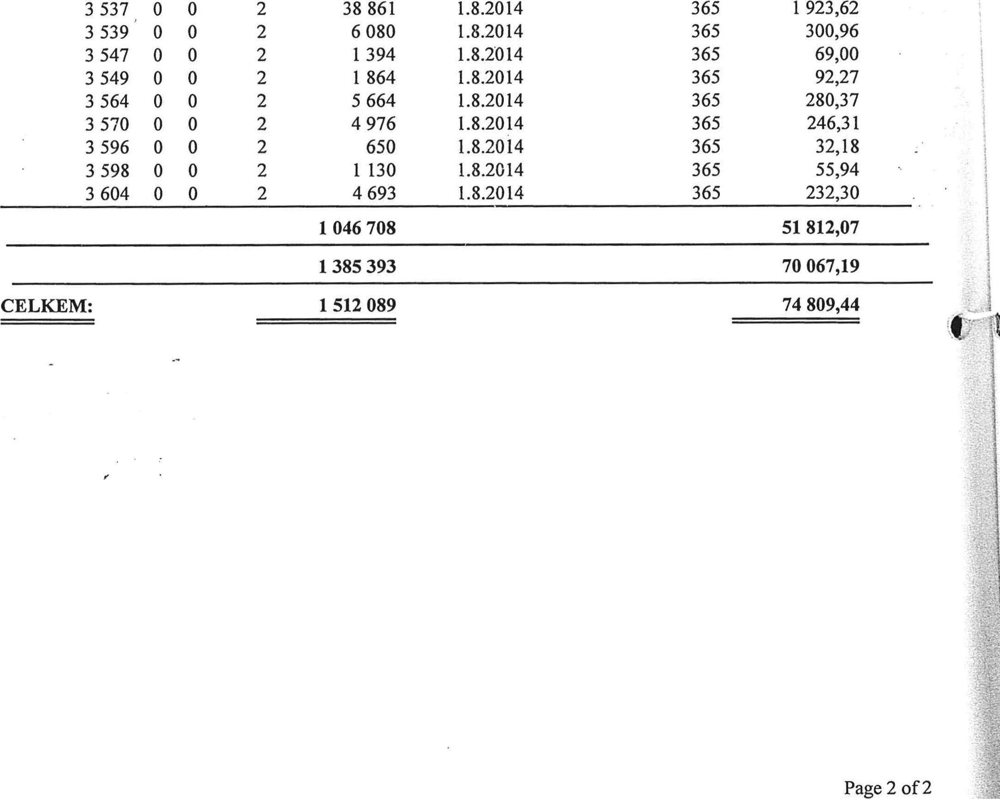 3 537 0 0 2 38 861 1.8.2014 365 1 923,62
3 539 0 0 2 6 080 1.8.2014 365 300,96
3 547 0 0 2 1 394 1.8.2014 365 69,00
3 549 0 0 2 1 864 1.8.2014 365 92,27
3 564 0 0 2 5 664 1.8.2014 365 280,37
3 570 0 0 2 4 976 1.8.2014 365 246,31
3 596 0 0 2 650 1.8.2014 365 32,18
3 598 0 0 2 1 130 1.8.2014 365 55,94
3 604 0 0 2 4 693 1.8.2014 365 232,30
1 046 708 51 812,07
1 385 393 70 067,19
CELKEM: 1 512 089 74 809,44
Page 2 of 2